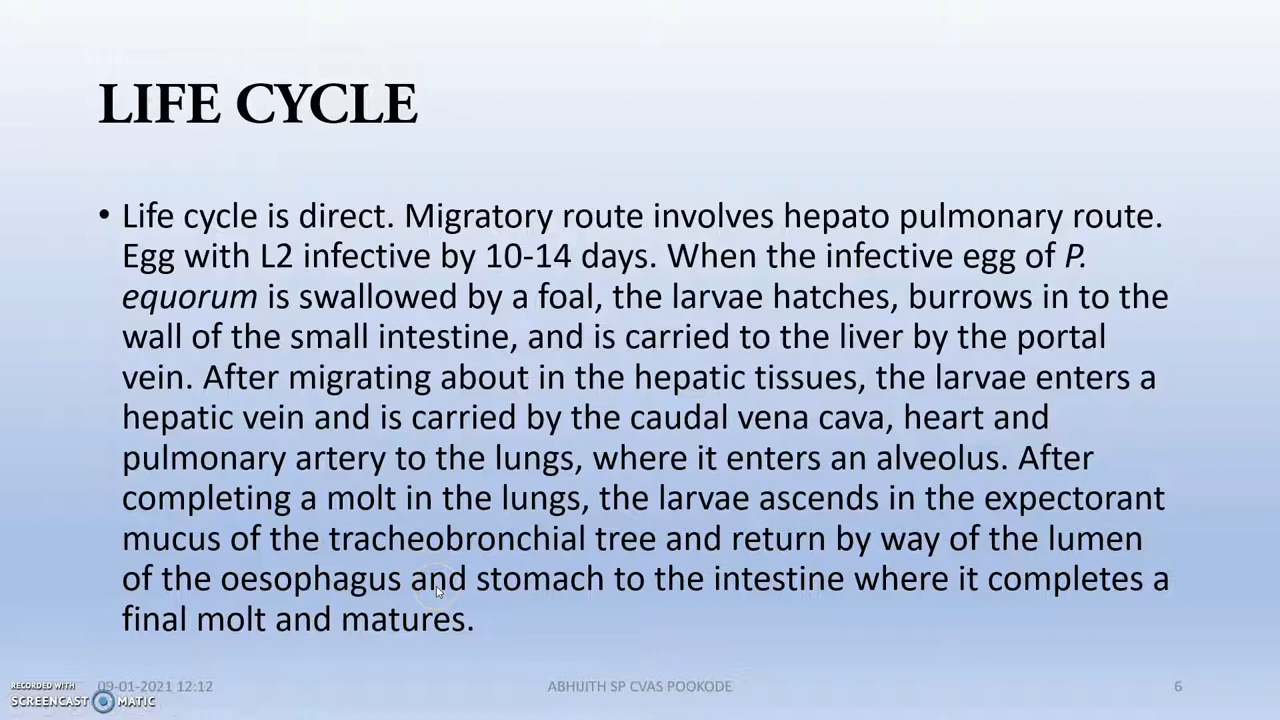 LIFE CYCLE
• Life cycle is direct. Migratory route involves hepato pulmonary route.
Egg with L2 infective by 10-14 days. When the infective egg of P.
equorum is swallowed by a foal, the larvae hatches, burrows in to the
wall of the small intestine, and is carried to the liver by the portal
vein. After migrating about in the hepatic tissues, the larvae enters a
hepatic vein and is carried by the caudal vena cava, heart and
pulmonary artery to the lungs, where it enters an alveolus. After
completing a molt in the lungs, the larvae ascends in the expectorant
mucus of the tracheobronchial tree and return by way of the lumen
of the oesophagus and stomach to the intestine where it completes a
final molt and matures.
09-01-2021 12:12
ABHIJITH SP CVAS POOKODE
6
RECORDED WITH
SCREENCAST MATIC